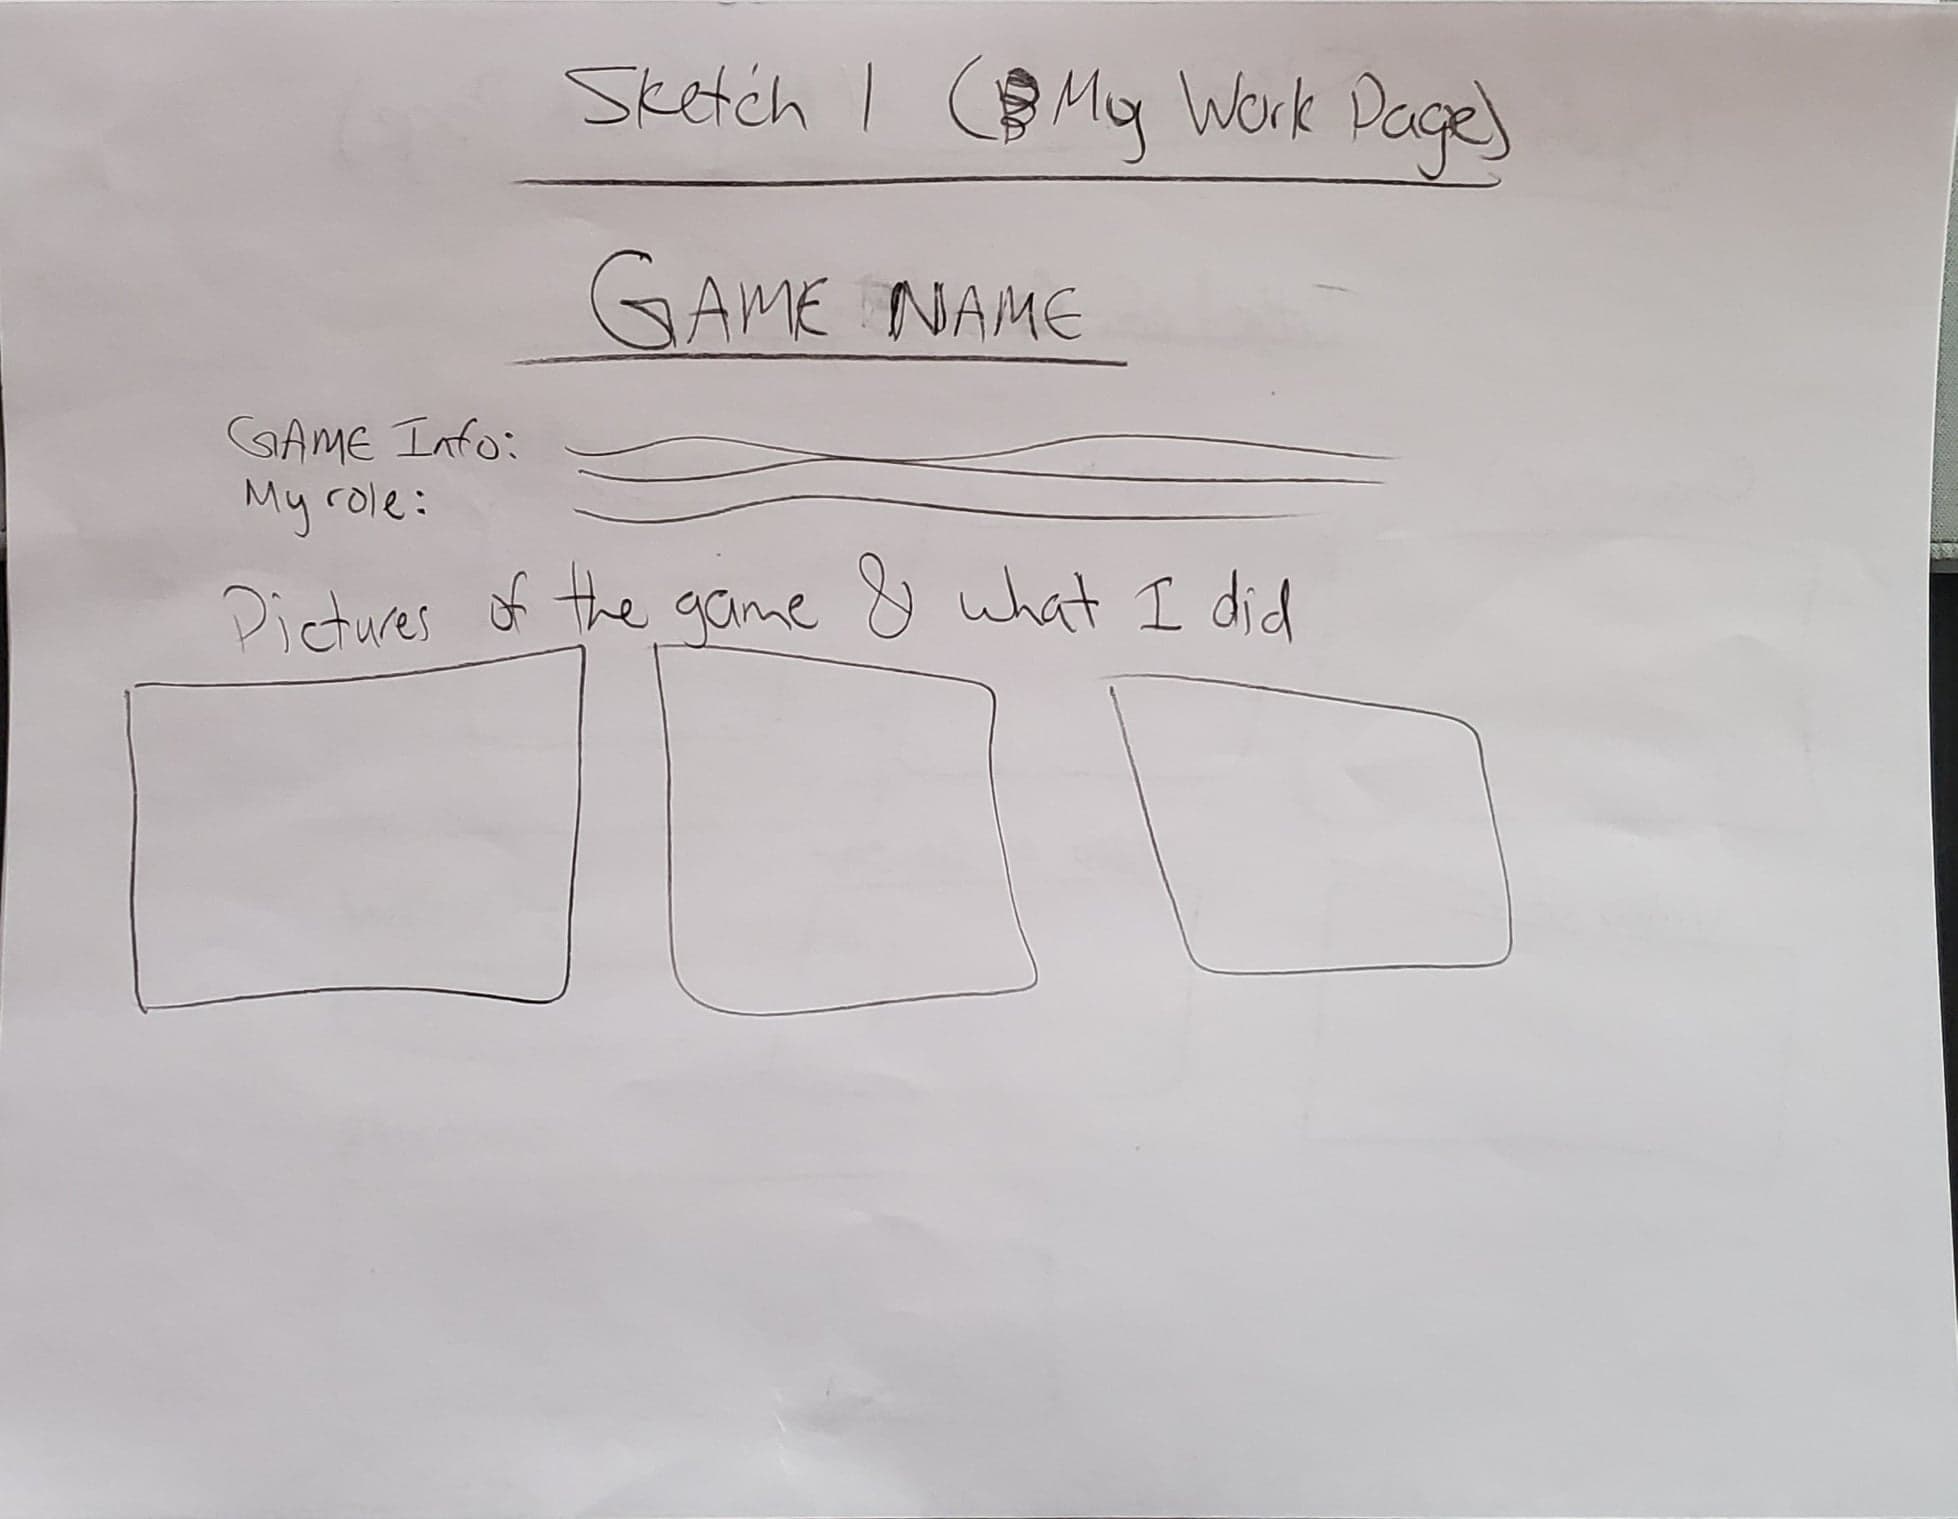 Sketch 1 (My Work Page)
GAME NAME
GAME Info:
My role:
Pictures of the game & what I did